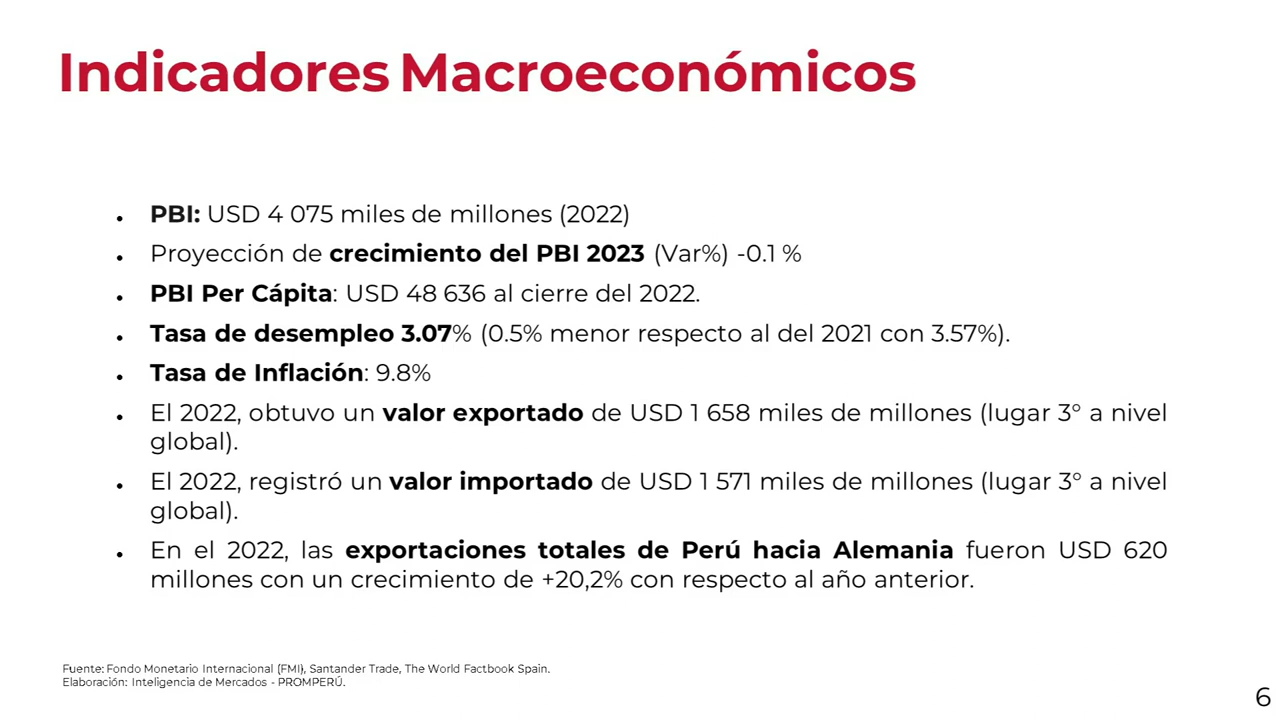 Indicadores Macroeconómicos
• PBI: USD 4 075 miles de millones (2022)
• Proyección de crecimiento del PBI 2023 (Var%) -0.1 %
• PBI Per Cápita: USD 48 636 al cierre del 2022.
• Tasa de desempleo 3.07% (0.5% menor respecto al del 2021 con 3.57%).
• Tasa de Inflación: 9.8%
• El 2022, obtuvo un valor exportado de USD 1 658 miles de millones (lugar 3° a nivel
global).
• El 2022, registró un valor importado de USD 1 571 miles de millones (lugar 3° a nivel
global).
• En el 2022, las exportaciones totales de Perú hacia Alemania fueron USD 620
millones con un crecimiento de +20,2% con respecto al año anterior.
Fuente: Fondo Monetario Internacional (FMI), Santander Trade, The World Factbook Spain.
Elaboración: Inteligencia de Mercados - PROMPERÚ.
6